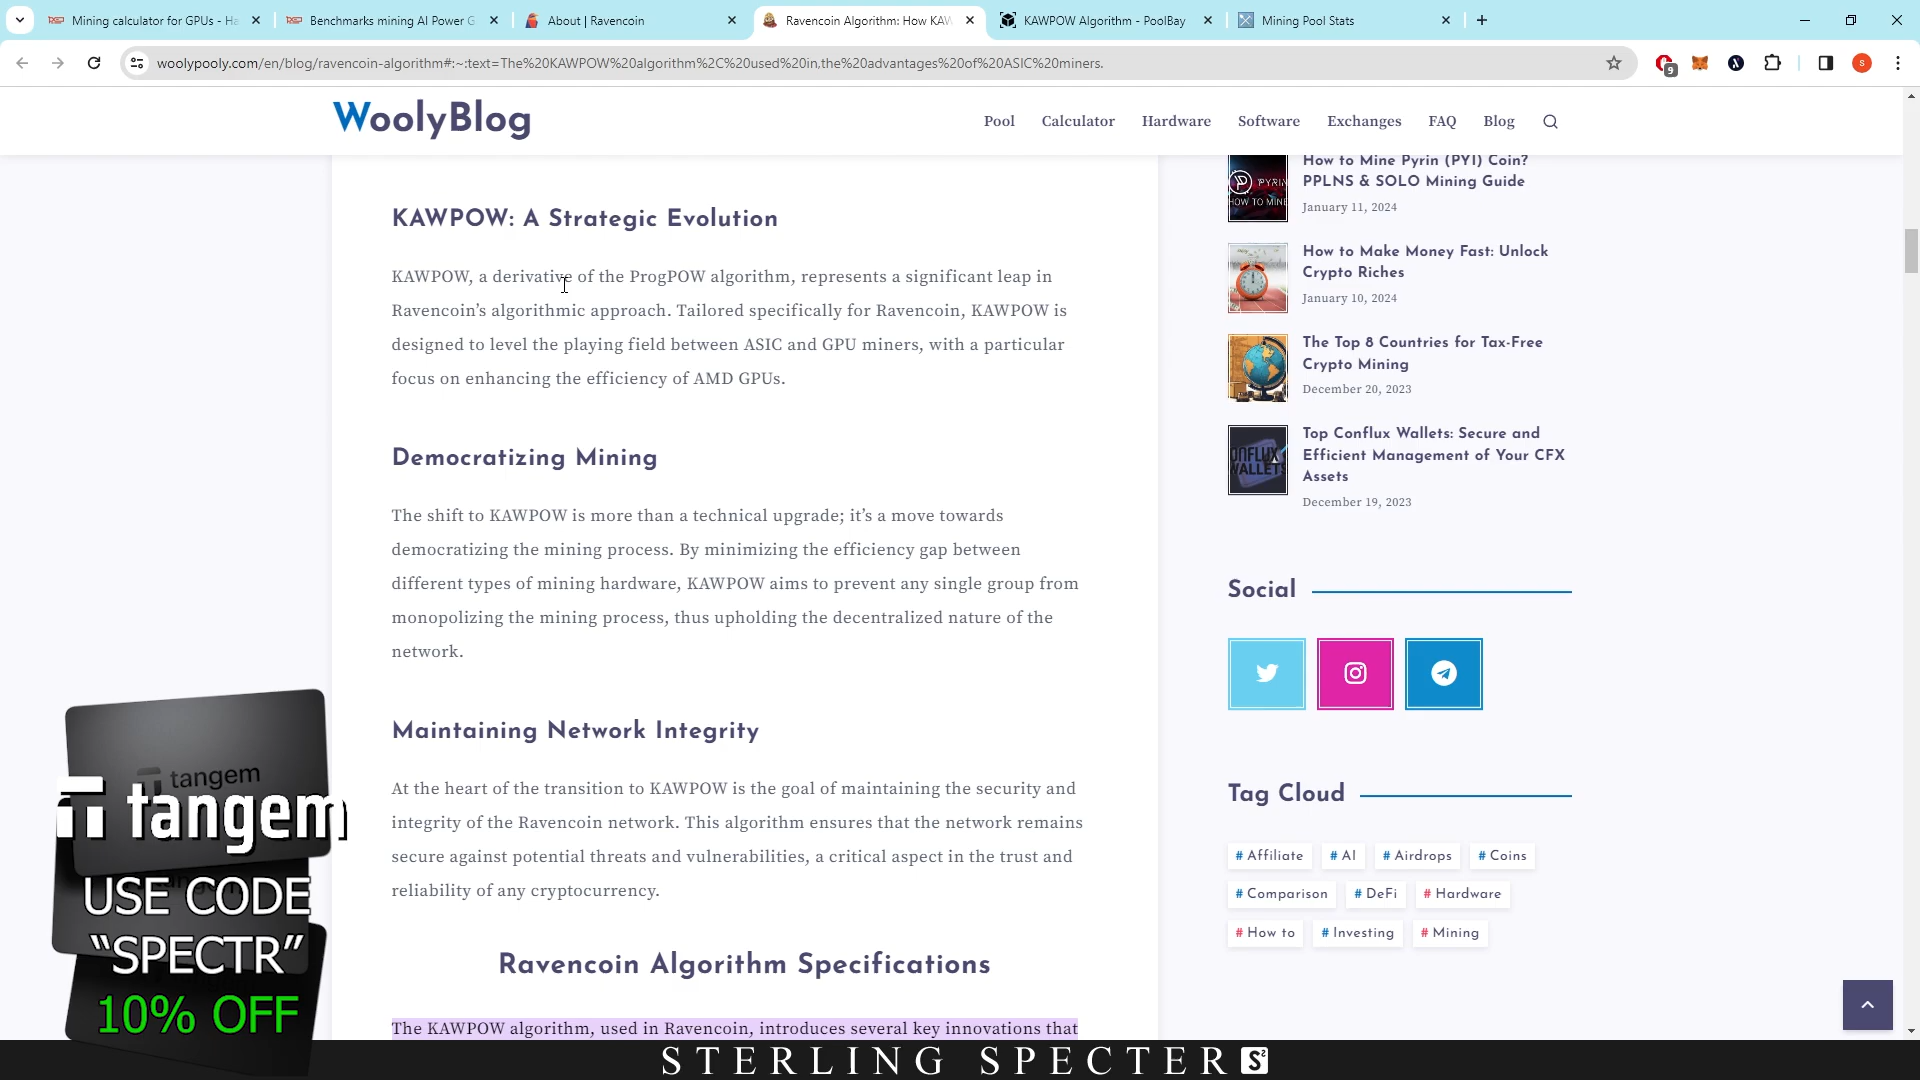 Mining calculator for GPUs - Ha
Benchmarks mining AI Power G
About | Ravencoin
Ravencoin Algorithm: How KAW
KAWPOW Algorithm - PoolBay
Mining Pool Stats
woolypooly.com/en/blog/ravencoin-algorithm#:~:text=The%20KAWPOW%20algorithm%2C%20used%20in,the%20advantages%20of%20ASIC%20miners.
9
S
WoolyBlog
Pool
Calculator
Hardware
Software
Exchanges
FAQ
Blog
KAWPOW: A Strategic Evolution
KAWPOW, a derivative of the ProgPOW algorithm, represents a significant leap in
Ravencoin’s algorithmic approach. Tailored specifically for Ravencoin, KAWPOW is
designed to level the playing field between ASIC and GPU miners, with a particular
focus on enhancing the efficiency of AMD GPUs.
Democratizing Mining
The shift to KAWPOW is more than a technical upgrade; it’s a move towards
democratizing the mining process. By minimizing the efficiency gap between
different types of mining hardware, KAWPOW aims to prevent any single group from
monopolizing the mining process, thus upholding the decentralized nature of the
network.
Maintaining Network Integrity
At the heart of the transition to KAWPOW is the goal of maintaining the security and
integrity of the Ravencoin network. This algorithm ensures that the network remains
secure against potential threats and vulnerabilities, a critical aspect in the trust and
reliability of any cryptocurrency.
Ravencoin Algorithm Specifications
The KAWPOW algorithm, used in Ravencoin, introduces several key innovations that
PYRIN
HOW TO MINE
How to Mine Pyrin (PYI) Coin?
PPLNS & SOLO Mining Guide
January 11, 2024
How to Make Money Fast: Unlock
Crypto Riches
January 10, 2024
The Top 8 Countries for Tax-Free
Crypto Mining
December 20, 2023
Top Conflux Wallets: Secure and
Efficient Management of Your CFX
Assets
December 19, 2023
Social
Tag Cloud
# Affiliate
# AI
# Airdrops
# Coins
# Comparison
# DeFi
# Hardware
# How to
# Investing
# Mining
tangem
tangem
USE CODE
“SPECTR”
10% OFF
STERLING SPECTER